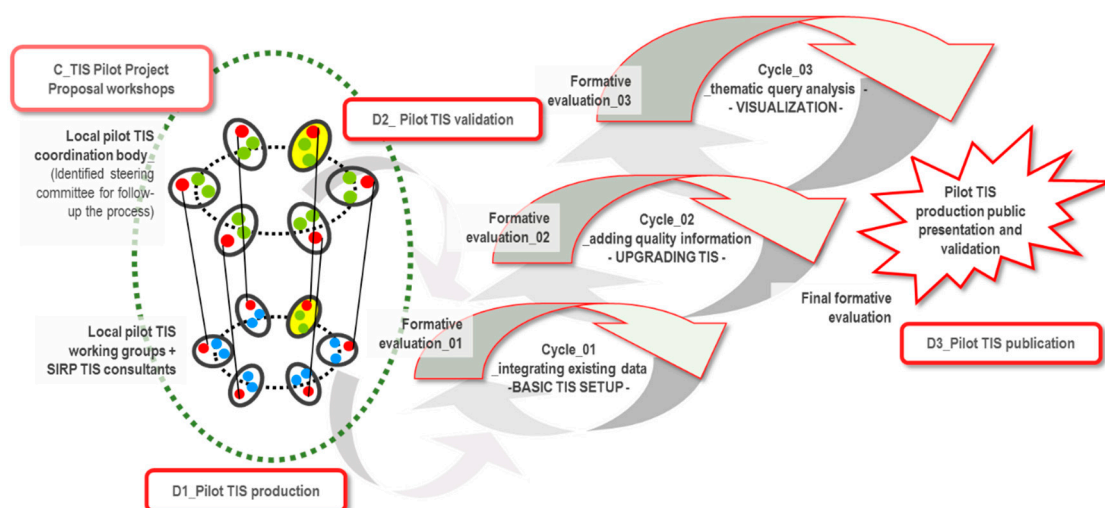 C_TIS Pilot Project
Proposal workshops
Local pilot TIS
coordination body_
(Identified steering
committee for follow-
up the process)
Local pilot TIS
working groups +
SIRP TIS consultants
D1_Pilot TIS production
D2_ Pilot TIS validation
Formative
evaluation_03
Cycle_03
_thematic query analysis -
- VISUALIZATION-
Formative
evaluation_02
Cycle_02
_adding quality information
- UPGRADING TIS -
Formative
evaluation_01
Cycle_01
_integrating existing data
-BASIC TIS SETUP -
Pilot TIS
production public
presentation and
validation
Final formative
evaluation
D3_Pilot TIS publication